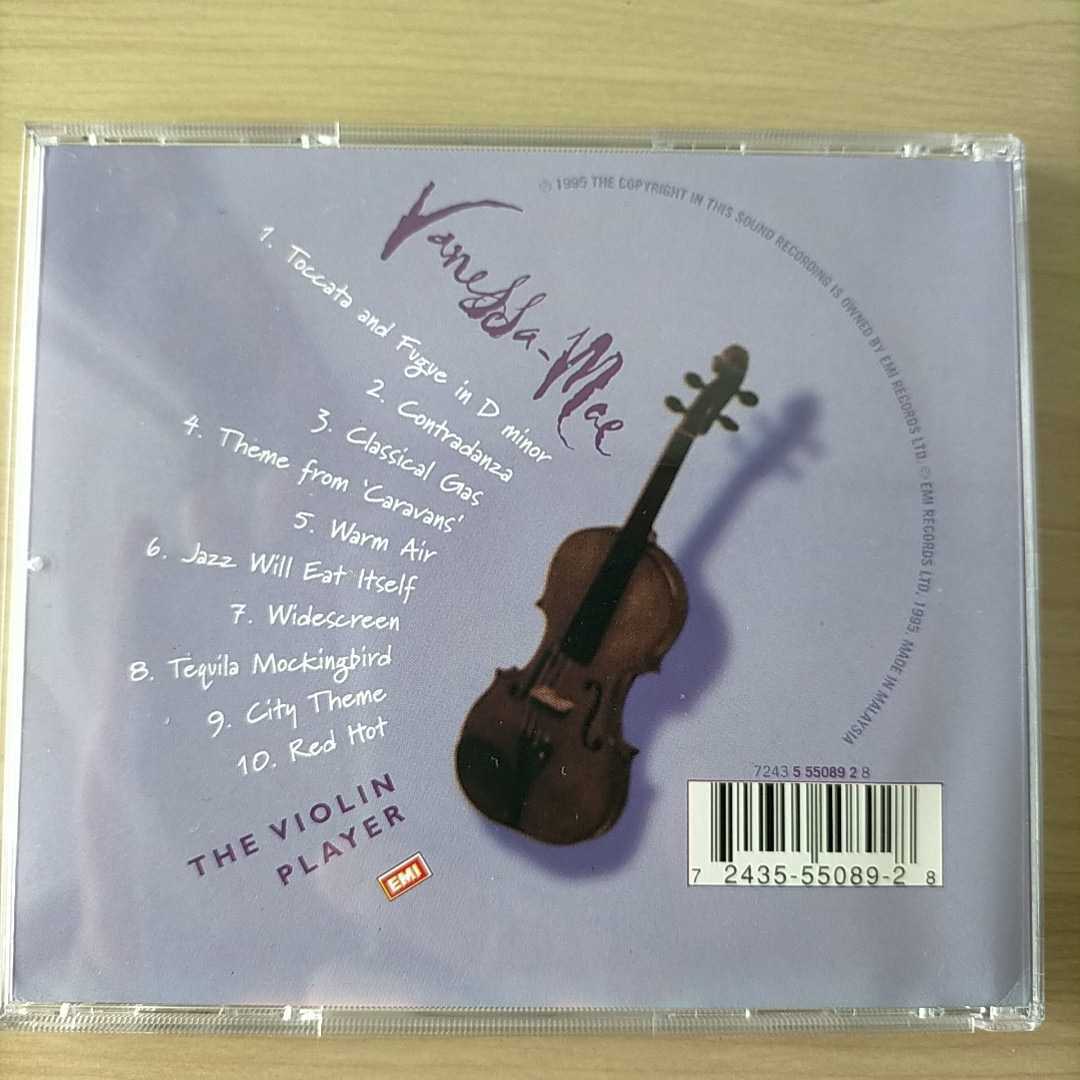 Vanessa-Mae
℗ 1995 THE COPYRIGHT IN THIS SOUND RECORDING IS OWNED BY EMI RECORDS LTD. © EMI RECORDS LTD, 1995. MADE IN MALAYSIA
1. Toccata and Fugue in D minor
2. Contradanza
3. Classical Gas
4. Theme from 'Caravans'
5. Warm Air
6. Jazz Will Eat Itself
7. Widescreen
8. Tequila Mockingbird
9. City Theme
10. Red Hot
THE VIOLIN
PLAYER
EMI
7243 5 55089 2 8
7 2435-55089-2 8